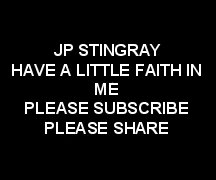 JP STINGRAY
HAVE A LITTLE FAITH IN
ME
PLEASE SUBSCRIBE
PLEASE SHARE